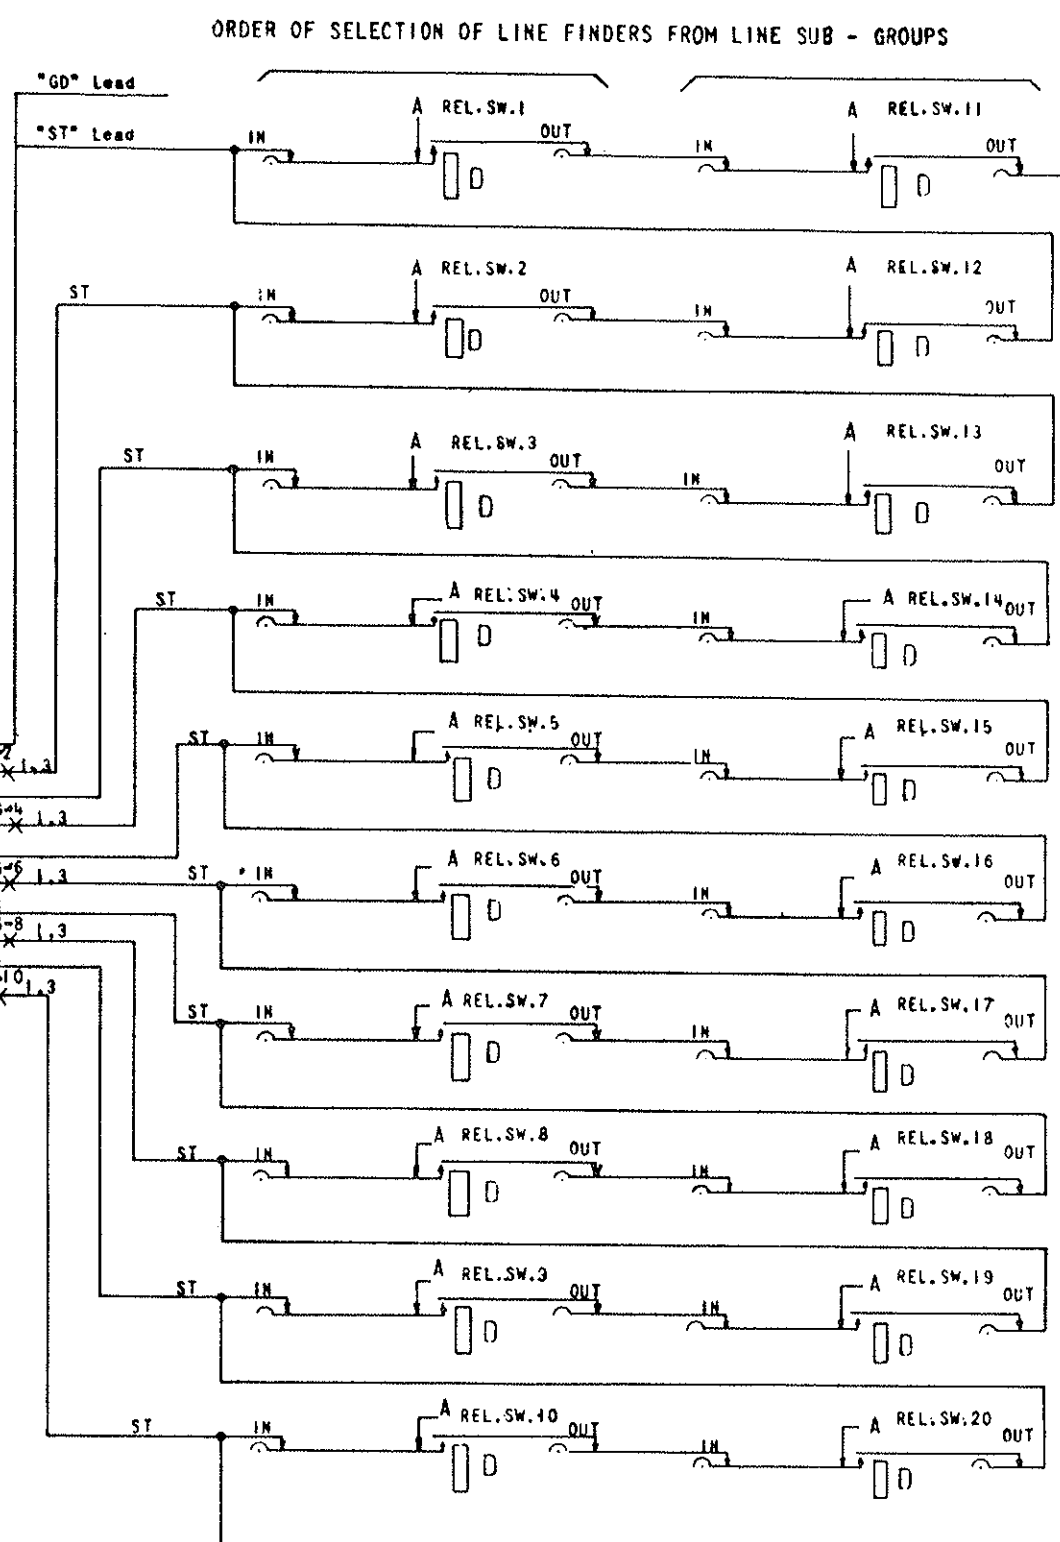 ORDER OF SELECTION OF LINE FINDERS FROM LINE SUB - GROUPS
"GD" Lead
"ST" Lead IN A REL.SW.1 OUT IN A REL.SW.11 OUT
D D
ST IN A REL.SW.2 OUT IN A REL.SW.12 OUT
D D
ST IN A REL.SW.3 OUT IN A REL.SW.13 OUT
D D
ST IN A REL.SW.4 OUT IN A REL.SW.14 OUT
D D
ST IN A REL.SW.5 OUT IN A REL.SW.15 OUT
D D
1.3
1.3
ST IN A REL.SW.6 OUT IN A REL.SW.16 OUT
1.3
D D
1.3
1.3
ST IN A REL.SW.7 OUT IN A REL.SW.17 OUT
D D
ST IN A REL.SW.8 OUT IN A REL.SW.18 OUT
D D
ST IN A REL.SW.3 OUT IN A REL.SW.19 OUT
D D
ST IN A REL.SW.10 OUT IN A REL.SW.20 OUT
D D